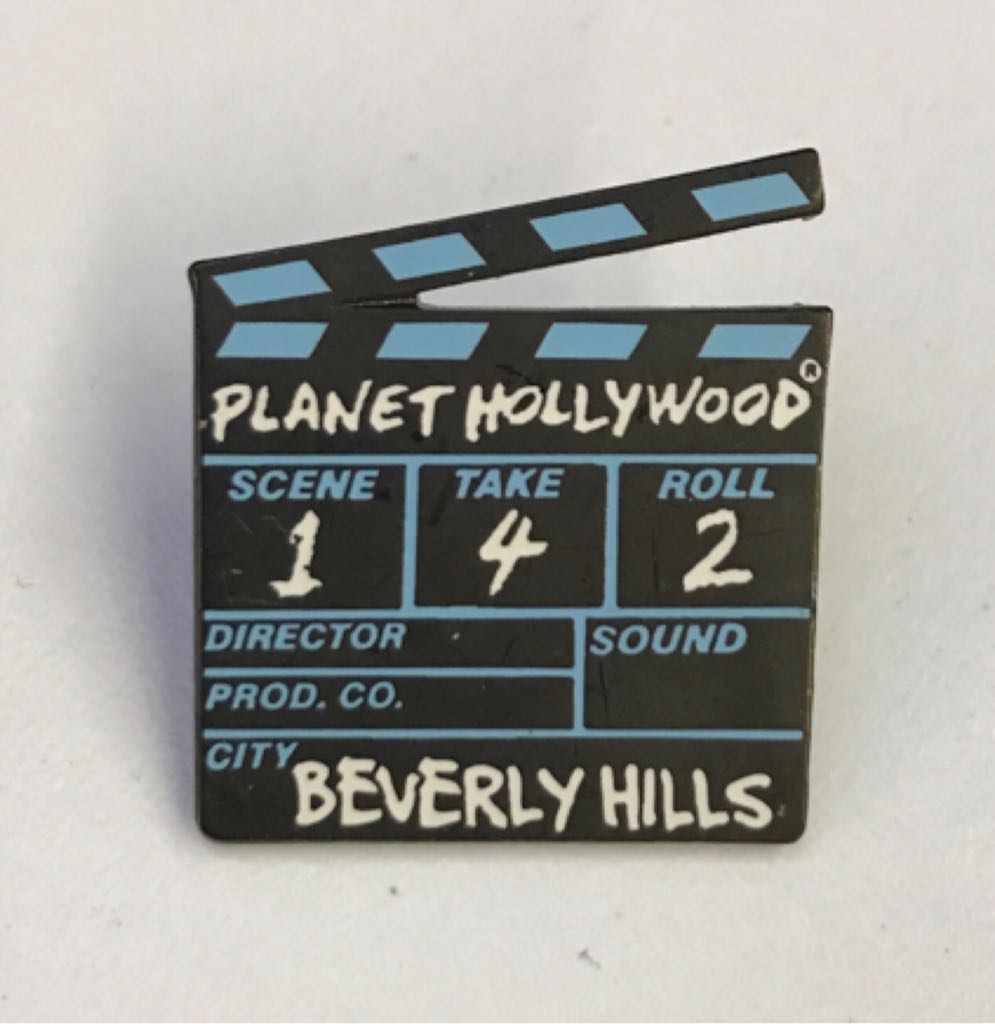 PLANET HOLLYWOOD®
SCENE TAKE ROLL
1 4 2
DIRECTOR SOUND
PROD. CO.
CITY BEVERLY HILLS